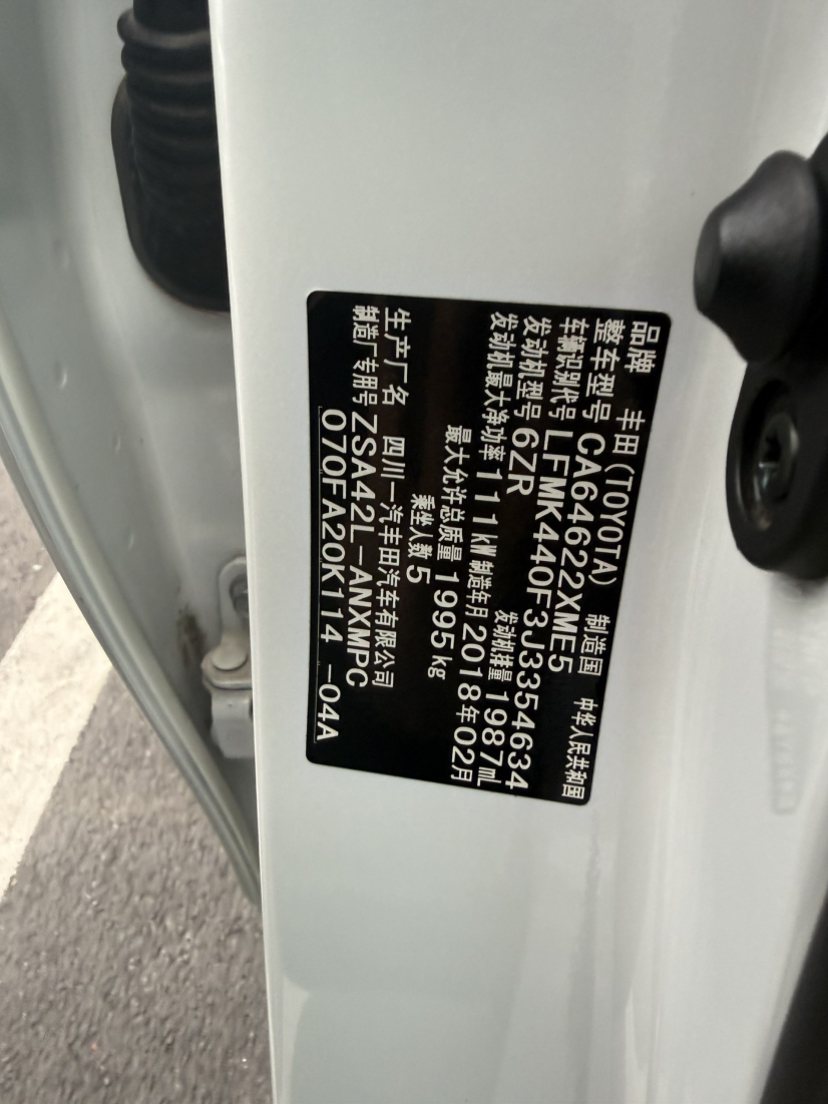 品牌 丰田(TOYOTA) 制造国 中华人民共和国
整车型号 CA64622XME5
车辆识别代号 LFMK440F3J3354634
发动机型号 6ZR 发动机排量 1987mL
发动机最大净功率 111kW 制造年月 2018年02月
最大允许总质量 1995kg
乘坐人数 5
生产厂名 四川一汽丰田汽车有限公司
制造厂专用号 ZSA42L-ANXMPC
070FA20K114 -04A